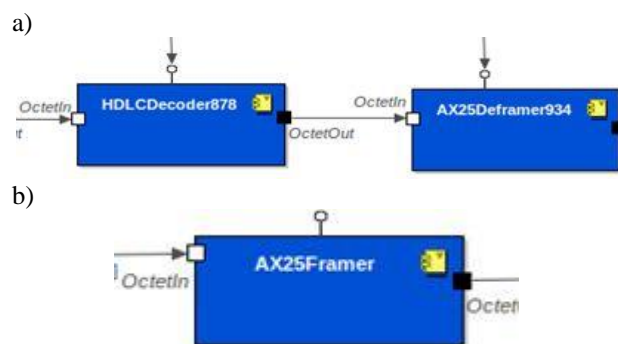 a)
OctetIn HDLCDecoder878 OctetIn AX25Deframer934
OctetOut
b)
AX25Framer
OctetIn